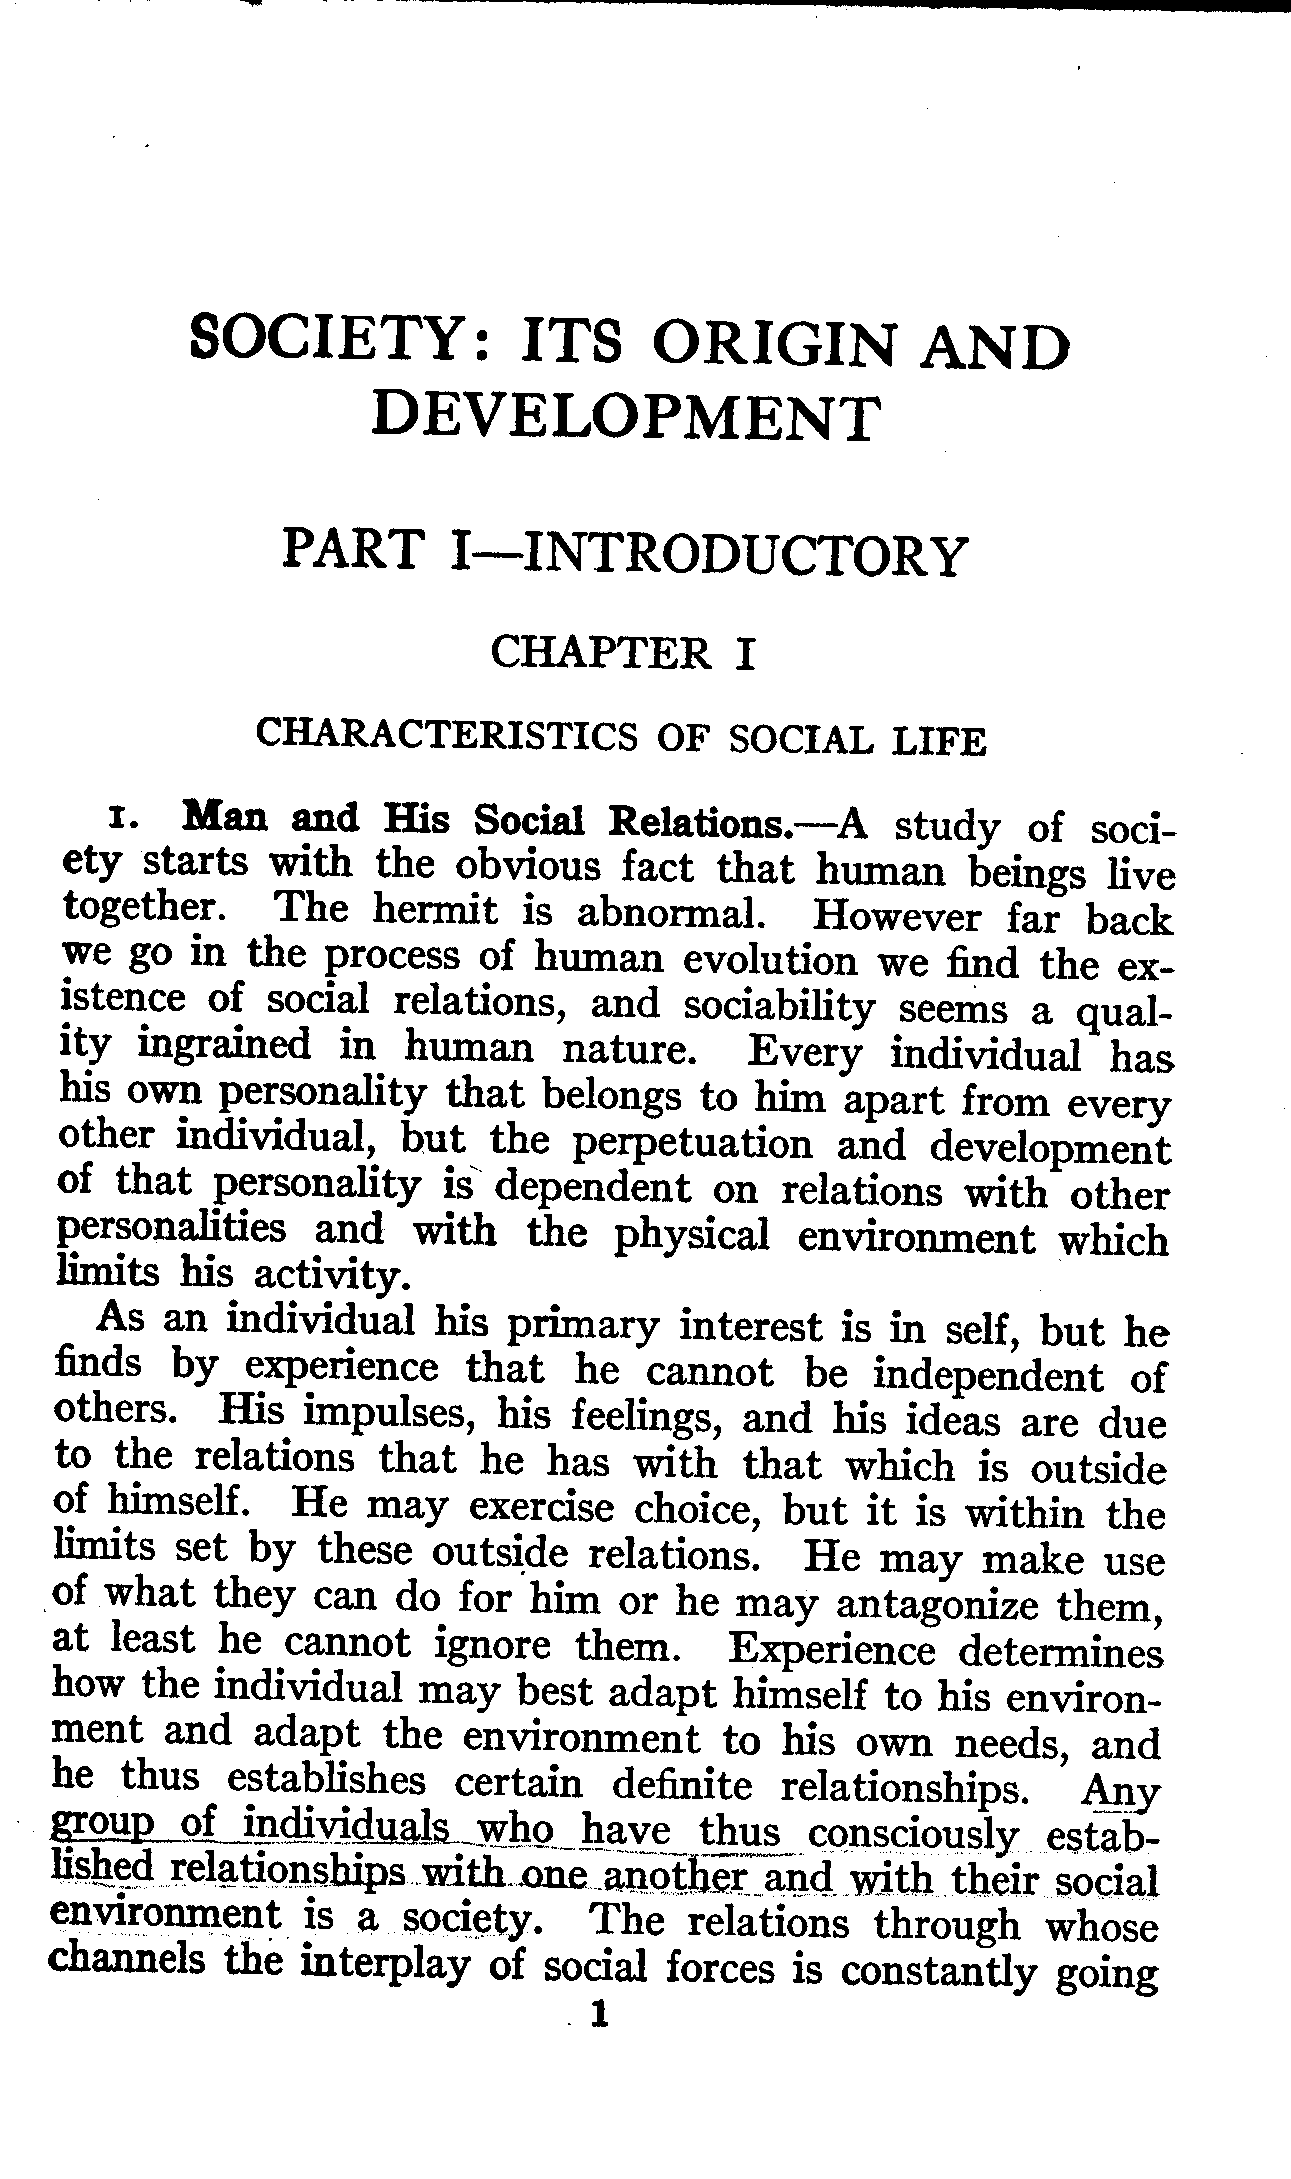 SOCIETY: ITS ORIGIN AND
DEVELOPMENT
PART I—INTRODUCTORY
CHAPTER I
CHARACTERISTICS OF SOCIAL LIFE
1. Man and His Social Relations.—A study of soci-
ety starts with the obvious fact that human beings live
together. The hermit is abnormal. However far back
we go in the process of human evolution we find the ex-
istence of social relations, and sociability seems a qual-
ity ingrained in human nature. Every individual has
his own personality that belongs to him apart from every
other individual, but the perpetuation and development
of that personality is dependent on relations with other
personalities and with the physical environment which
limits his activity.
As an individual his primary interest is in self, but he
finds by experience that he cannot be independent of
others. His impulses, his feelings, and his ideas are due
to the relations that he has with that which is outside
of himself. He may exercise choice, but it is within the
limits set by these outside relations. He may make use
of what they can do for him or he may antagonize them,
at least he cannot ignore them. Experience determines
how the individual may best adapt himself to his environ-
ment and adapt the environment to his own needs, and
he thus establishes certain definite relationships. Any
group of individuals who have thus consciously estab-
lished relationships with one another and with their social
environment is a society. The relations through whose
channels the interplay of social forces is constantly going
1